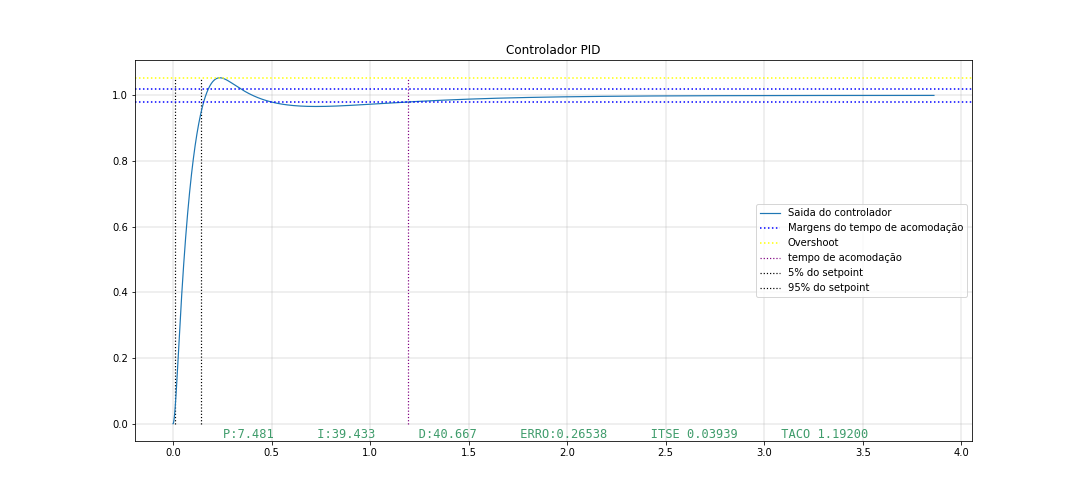 Controlador PID
1.0
0.8
0.6
0.4
0.2
0.0
Saida do controlador
Margens do tempo de acomodação
Overshoot
tempo de acomodação
5% do setpoint
95% do setpoint
P:7.481 I:39.433 D:40.667 ERRO:0.26538 ITSE 0.03939 TACO 1.19200
0.0 0.5 1.0 1.5 2.0 2.5 3.0 3.5 4.0